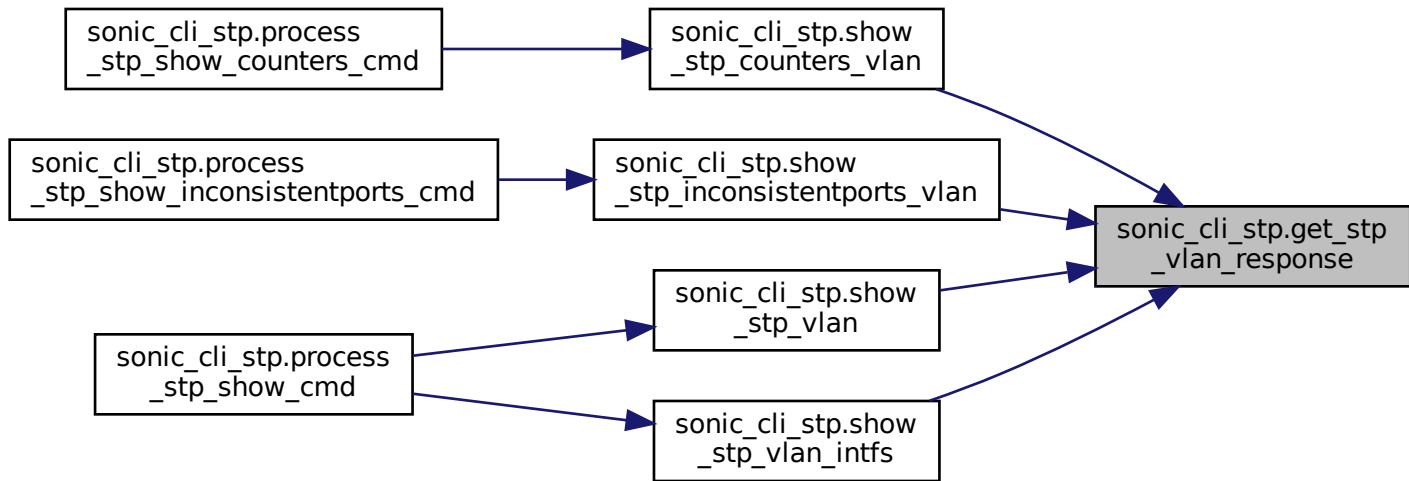 sonic_cli_stp.process
_stp_show_counters_cmd
sonic_cli_stp.show
_stp_counters_vlan
sonic_cli_stp.process
_stp_show_inconsistentports_cmd
sonic_cli_stp.show
_stp_inconsistentports_vlan
sonic_cli_stp.get_stp
_vlan_response
sonic_cli_stp.show
_stp_vlan
sonic_cli_stp.process
_stp_show_cmd
sonic_cli_stp.show
_stp_vlan_intfs